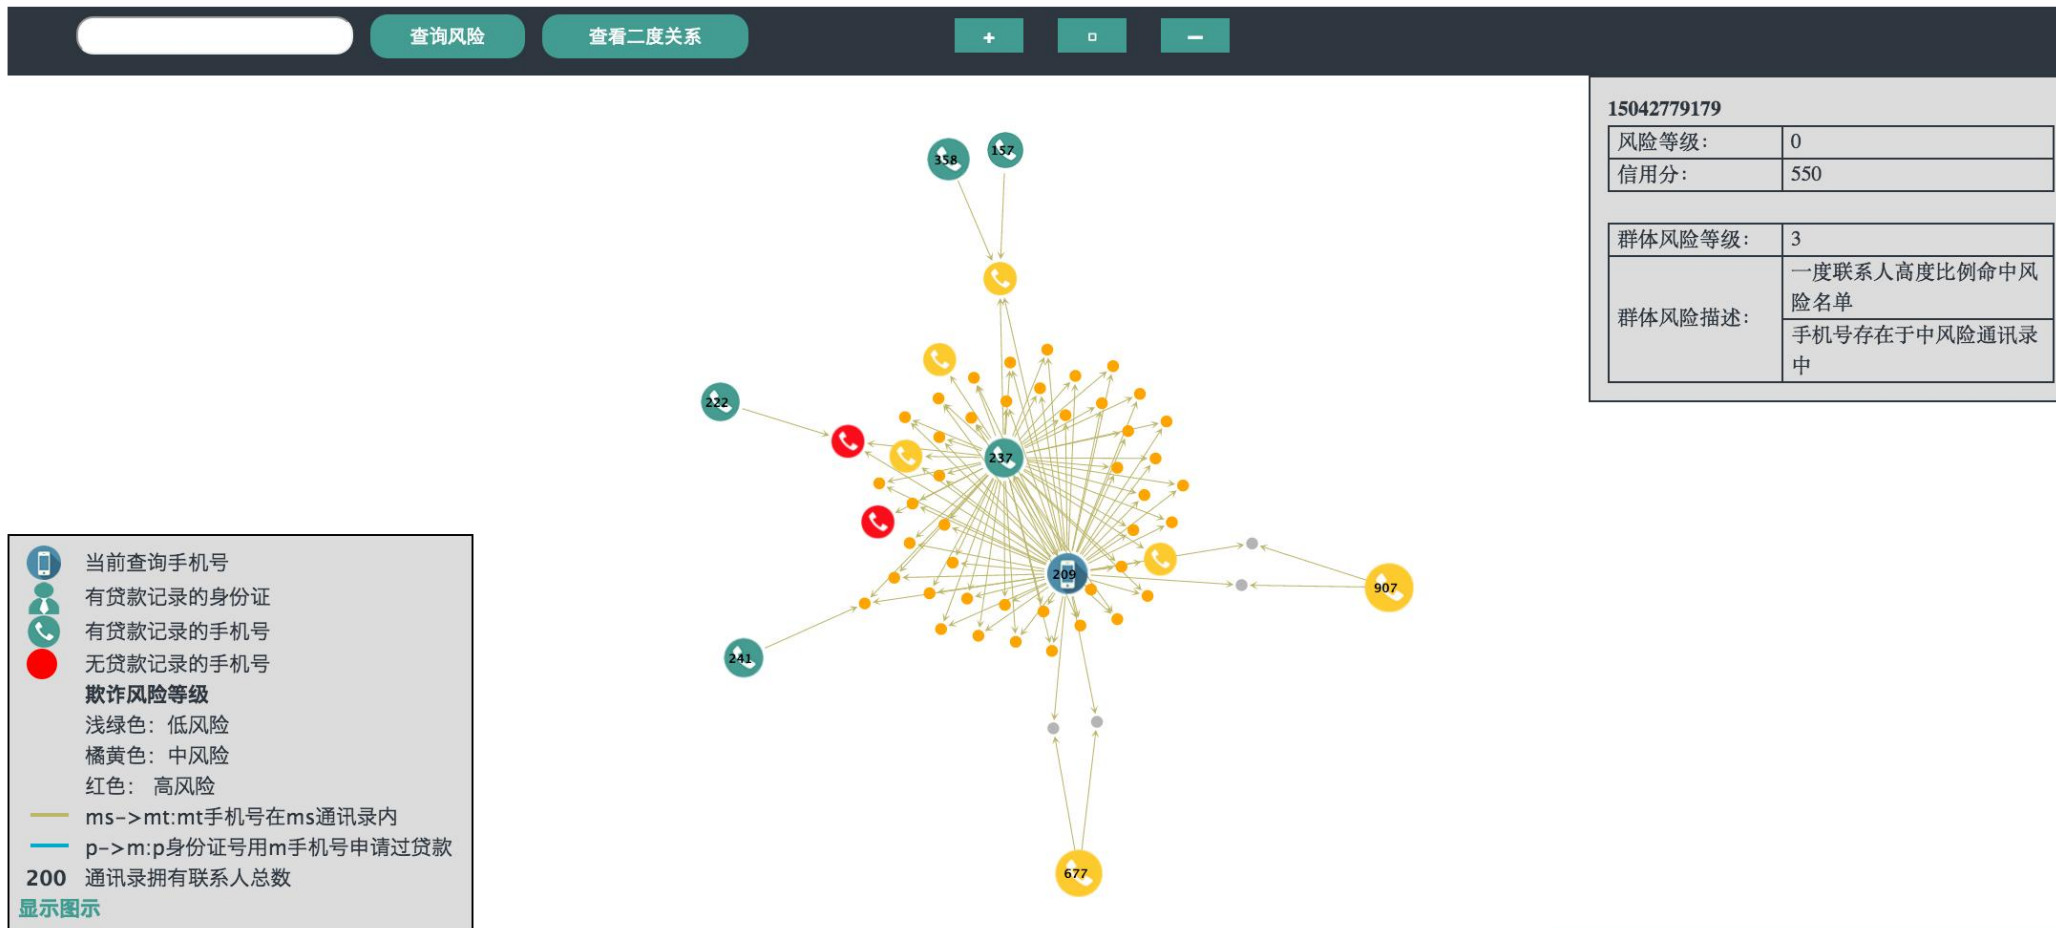 查询风险
查看二度关系
15042779179
风险等级： 0
信用分： 550
群体风险等级： 3
群体风险描述：
一度联系人高度比例命中风
险名单
手机号存在于中风险通讯录
中
358
157
222
237
209
907
241
677
当前查询手机号
有贷款记录的身份证
有贷款记录的手机号
无贷款记录的手机号
欺诈风险等级
浅绿色：低风险
橘黄色：中风险
红色： 高风险
ms->mt:mt手机号在ms通讯录内
p->m:p身份证号用m手机号申请过贷款
200 通讯录拥有联系人总数
显示图示